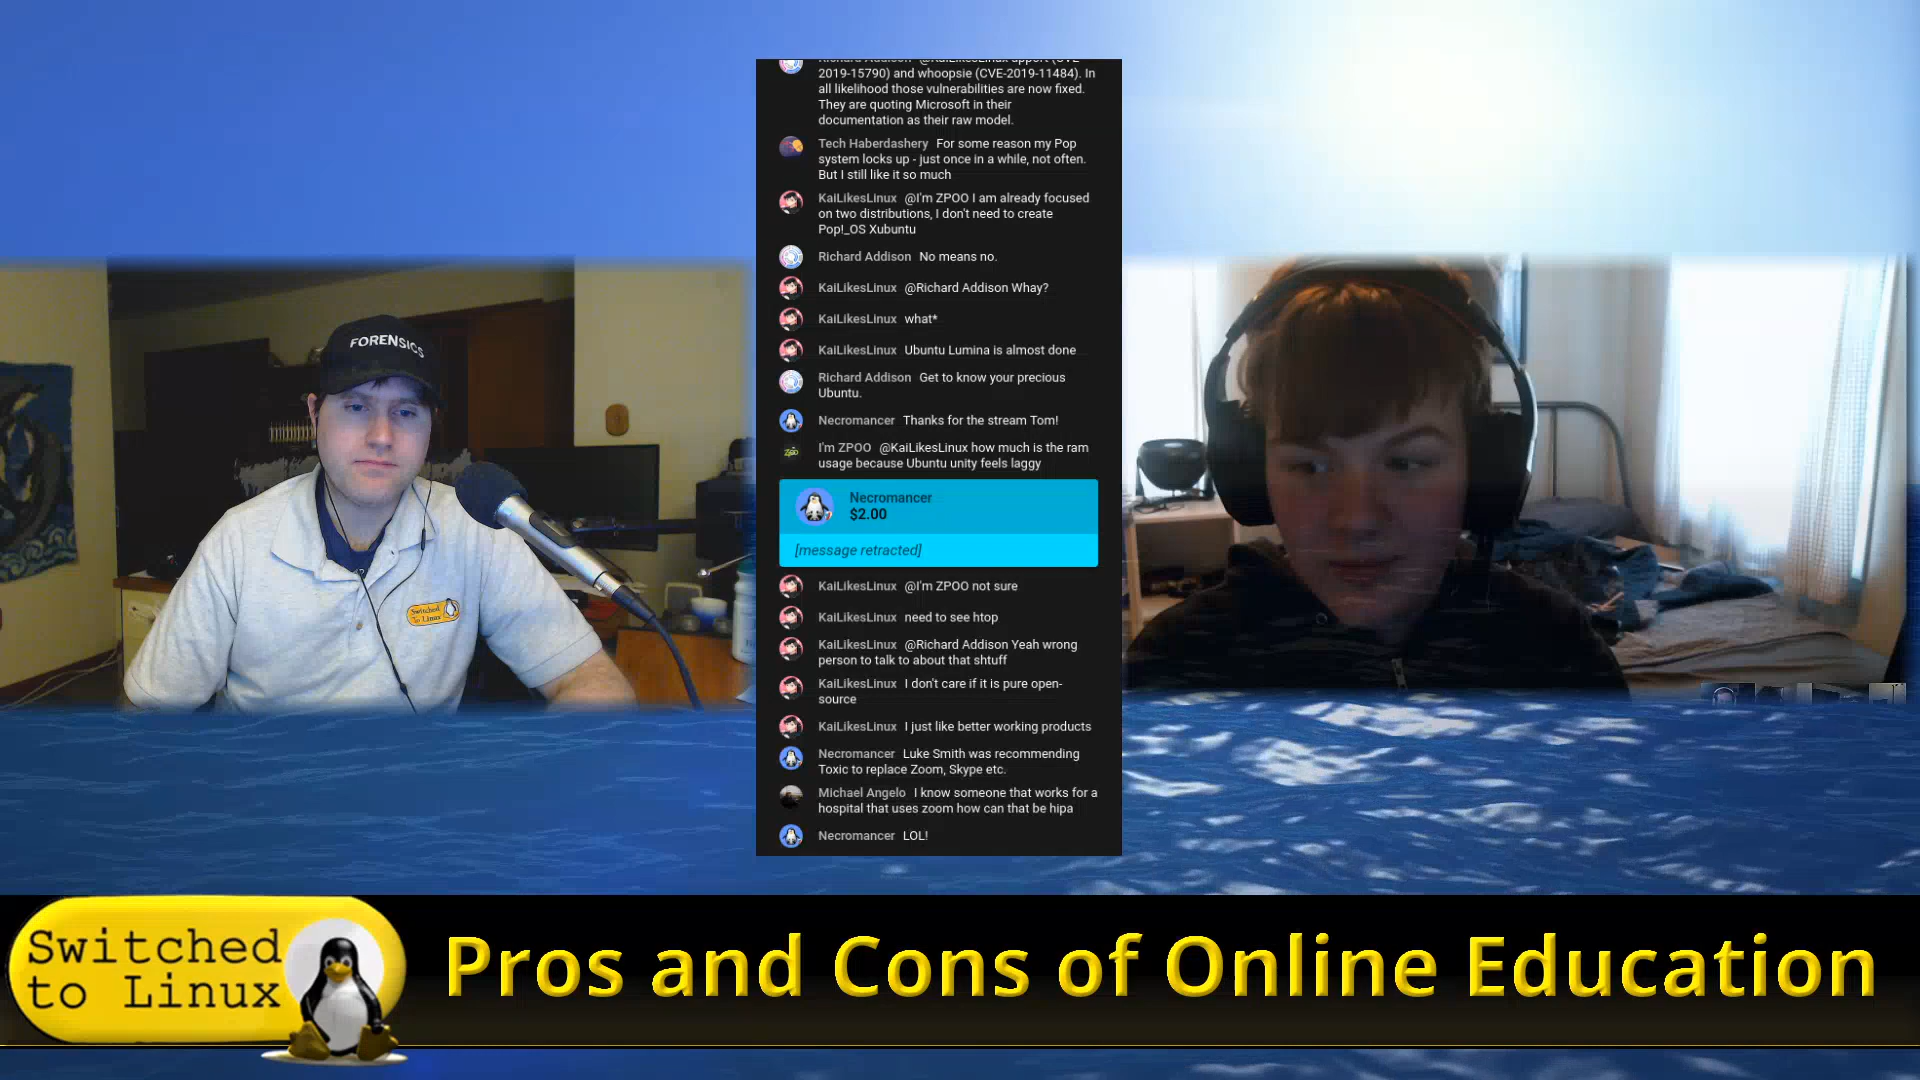 Richard Addison @KaiLikesLinux apport (CVE-
2019-15790) and whoopsie (CVE-2019-11484). In
all likelihood those vulnerabilities are now fixed.
They are quoting Microsoft in their
documentation as their raw model.
Tech Haberdashery For some reason my Pop
system locks up - just once in a while, not often.
But I still like it so much
KaiLikesLinux @I'm ZPOO I am already focused
on two distributions, I don't need to create
Pop!_OS Xubuntu
Richard Addison No means no.
KaiLikesLinux @Richard Addison Whay?
KaiLikesLinux what*
KaiLikesLinux Ubuntu Lumina is almost done
Richard Addison Get to know your precious
Ubuntu.
Necromancer Thanks for the stream Tom!
I'm ZPOO @KaiLikesLinux how much is the ram
usage because Ubuntu unity feels laggy
Necromancer
$2.00
[message retracted]
KaiLikesLinux @I'm ZPOO not sure
KaiLikesLinux need to see htop
KaiLikesLinux @Richard Addison Yeah wrong
person to talk to about that shtuff
KaiLikesLinux I don't care if it is pure open-
source
KaiLikesLinux I just like better working products
Necromancer Luke Smith was recommending
Toxic to replace Zoom, Skype etc.
Michael Angelo I know someone that works for a
hospital that uses zoom how can that be hipa
Necromancer LOL!
FORENSICS
Switched
To Linux
Switched
to Linux
Pros and Cons of Online Education